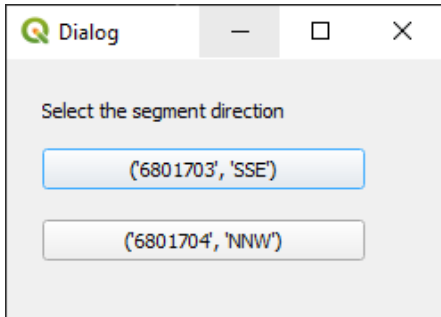 Dialog
Select the segment direction
('6801703', 'SSE')
('6801704', 'NNW')